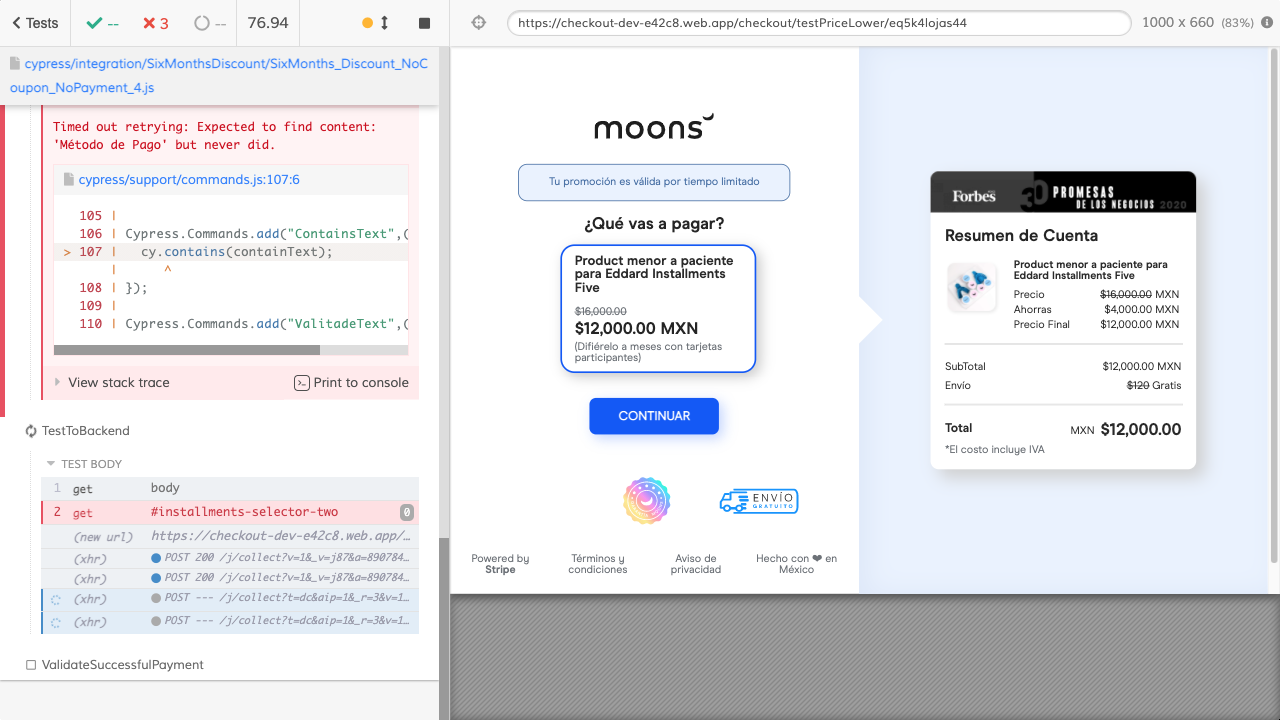 Tests
--
3
--
76.94
https://checkout-dev-e42c8.web.app/checkout/testPriceLower/eq5k4lojas44
1000 x 660 (83%)
cypress/integration/SixMonthsDiscount/SixMonths_Discount_NoC
oupon_NoPayment_4.js
Timed out retrying: Expected to find content:
'Método de Pago' but never did.
cypress/support/commands.js:107:6
105 |
106 | Cypress.Commands.add("ContainsText",(
> 107 |   cy.contains(containText);
|      ^
108 | });
109 |
110 | Cypress.Commands.add("ValitadeText",(
View stack trace
Print to console
TestToBackend
TEST BODY
1 get body
2 get #installments-selector-two 0
(new url) https://checkout-dev-e42c8.web.app/...
(xhr) POST 200 /j/collect?v=1&_v=j87&a=890784...
(xhr) POST 200 /j/collect?v=1&_v=j87&a=890784...
(xhr) POST --- /j/collect?t=dc&aip=1&_r=3&v=1...
(xhr) POST --- /j/collect?t=dc&aip=1&_r=3&v=1...
ValidateSuccessfulPayment
moons
Tu promoción es válida por tiempo limitado
¿Qué vas a pagar?
Product menor a paciente
para Eddard Installments
Five
$16,000.00
$12,000.00 MXN
(Difiérelo a meses con tarjetas
participantes)
CONTINUAR
ENVÍO
GRATUITO
Powered by
Stripe
Términos y
condiciones
Aviso de
privacidad
Hecho con ❤ en
México
Forbes
30 PROMESAS
DE LOS NEGOCIOS 2020
Resumen de Cuenta
Product menor a paciente para
Eddard Installments Five
Precio $16,000.00 MXN
Ahorras $4,000.00 MXN
Precio Final $12,000.00 MXN
SubTotal $12,000.00 MXN
Envío $120 Gratis
Total MXN $12,000.00
*El costo incluye IVA